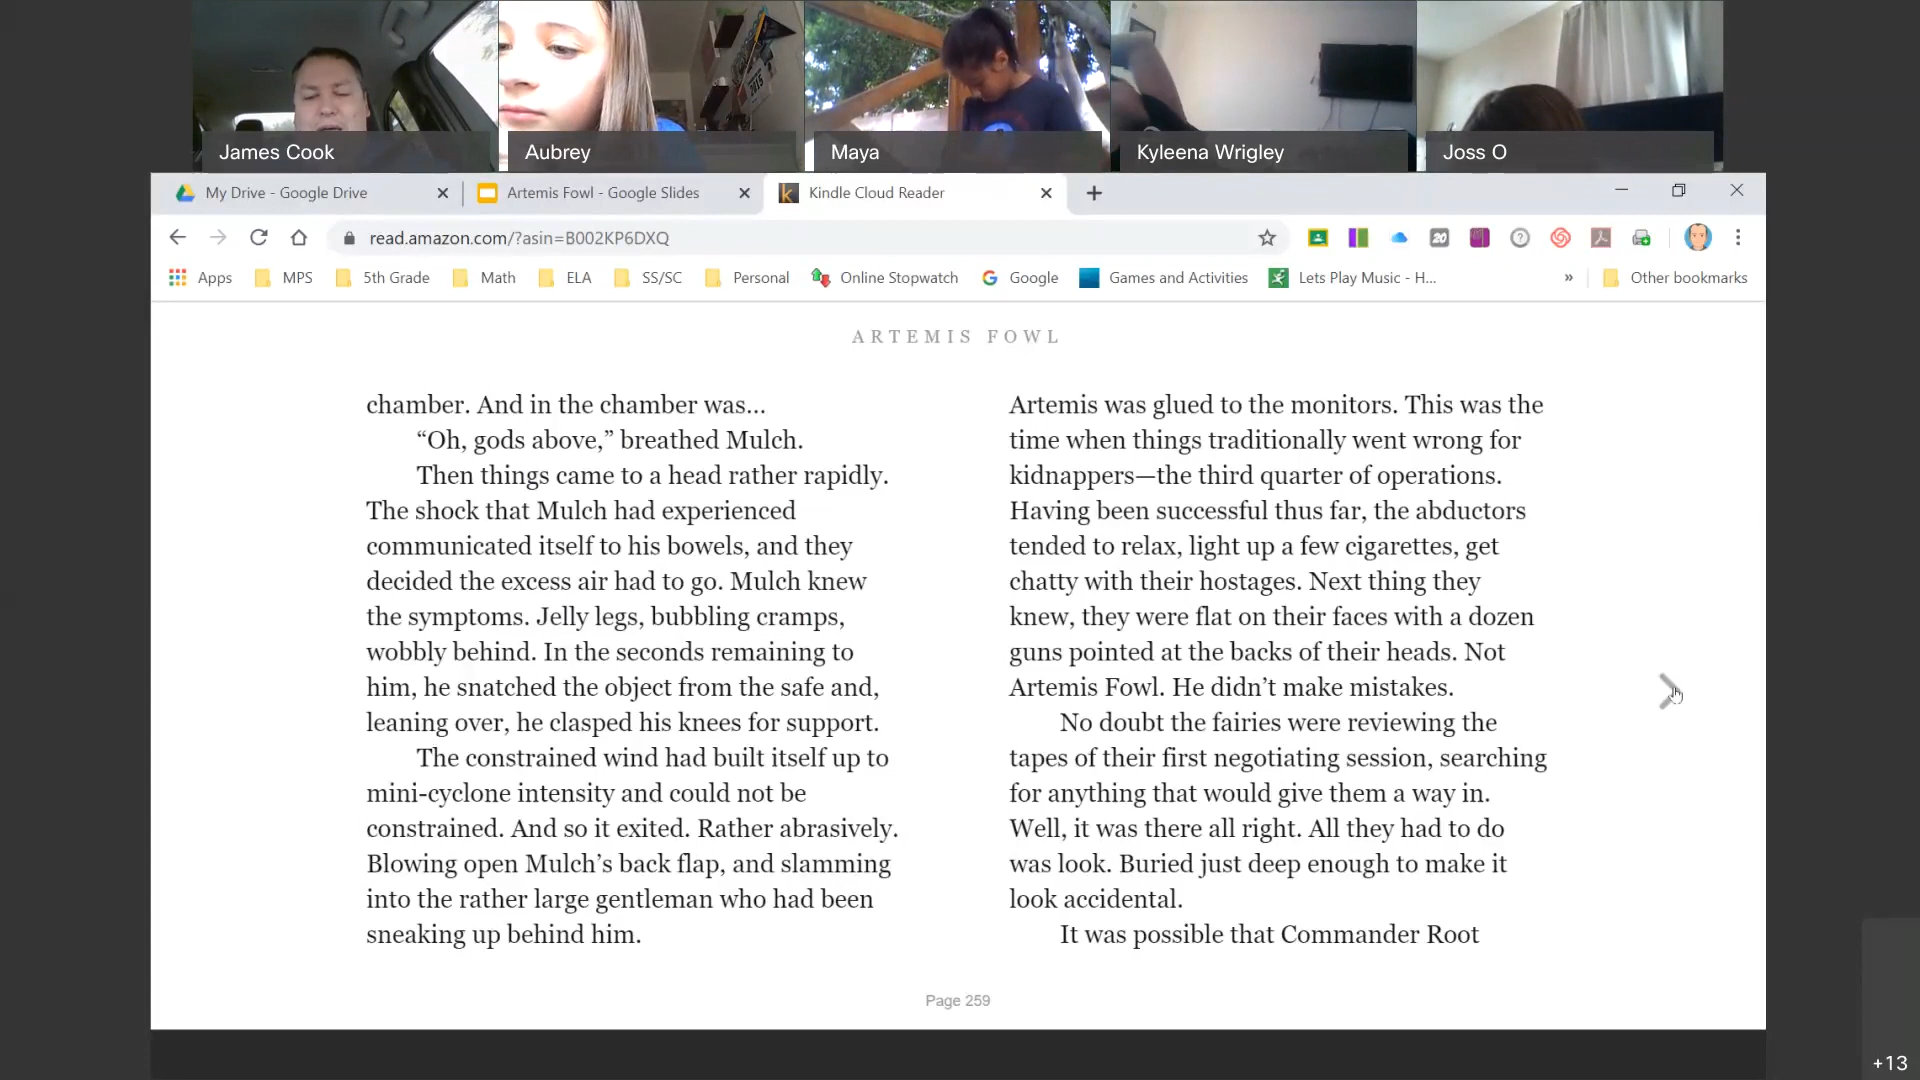 2015
James Cook
Aubrey
Maya
Kyleena Wrigley
Joss O
My Drive - Google Drive
Artemis Fowl - Google Slides
Kindle Cloud Reader
read.amazon.com/?asin=B002KP6DXQ
20
Apps
MPS
5th Grade
Math
ELA
SS/SC
Personal
Online Stopwatch
Google
Games and Activities
Lets Play Music - H...
»
Other bookmarks
ARTEMIS FOWL
chamber. And in the chamber was...
“Oh, gods above,” breathed Mulch.
Then things came to a head rather rapidly.
The shock that Mulch had experienced
communicated itself to his bowels, and they
decided the excess air had to go. Mulch knew
the symptoms. Jelly legs, bubbling cramps,
wobbly behind. In the seconds remaining to
him, he snatched the object from the safe and,
leaning over, he clasped his knees for support.
The constrained wind had built itself up to
mini-cyclone intensity and could not be
constrained. And so it exited. Rather abrasively.
Blowing open Mulch’s back flap, and slamming
into the rather large gentleman who had been
sneaking up behind him.
Artemis was glued to the monitors. This was the
time when things traditionally went wrong for
kidnappers—the third quarter of operations.
Having been successful thus far, the abductors
tended to relax, light up a few cigarettes, get
chatty with their hostages. Next thing they
knew, they were flat on their faces with a dozen
guns pointed at the backs of their heads. Not
Artemis Fowl. He didn’t make mistakes.
No doubt the fairies were reviewing the
tapes of their first negotiating session, searching
for anything that would give them a way in.
Well, it was there all right. All they had to do
was look. Buried just deep enough to make it
look accidental.
It was possible that Commander Root
Page 259
+13